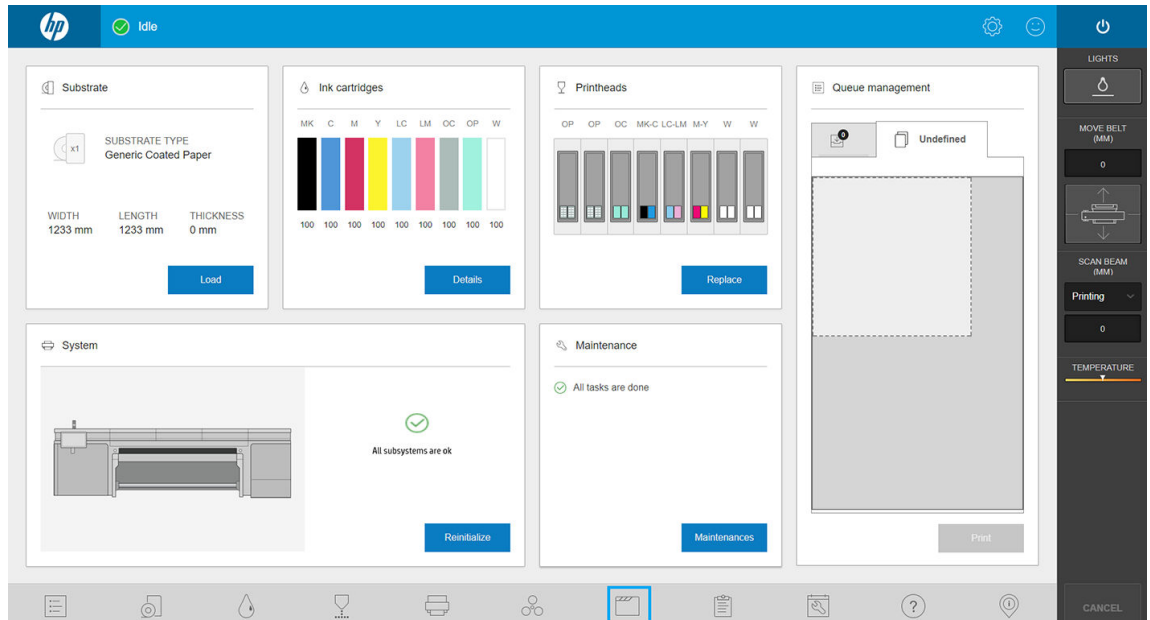 hp
Idle
Substrate
x1
SUBSTRATE TYPE
Generic Coated Paper
WIDTH LENGTH THICKNESS
1233 mm 1233 mm 0 mm
Load
Ink cartridges
MK C M Y LC LM OC OP W
100 100 100 100 100 100 100 100 100
Details
Printheads
OP OP OC MK-C LC-LM M-Y W W
Replace
Queue management
0
Undefined
Print
System
All subsystems are ok
Reinitialize
Maintenance
All tasks are done
Maintenances
LIGHTS
MOVE BELT
(MM)
0
SCAN BEAM
(MM)
Printing
0
TEMPERATURE
CANCEL
?